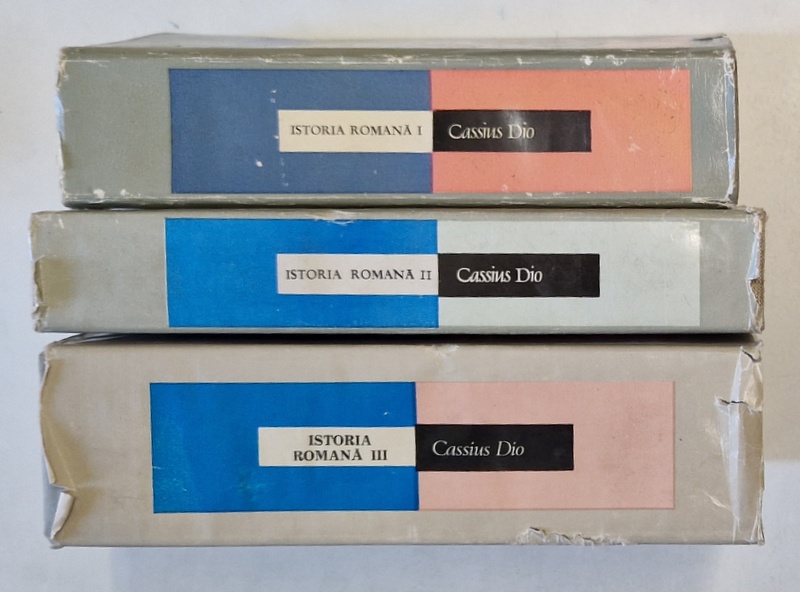 ISTORIA ROMANĂ I
Cassius Dio
ISTORIA ROMANĂ II
Cassius Dio
ISTORIA
ROMANĂ III
Cassius Dio